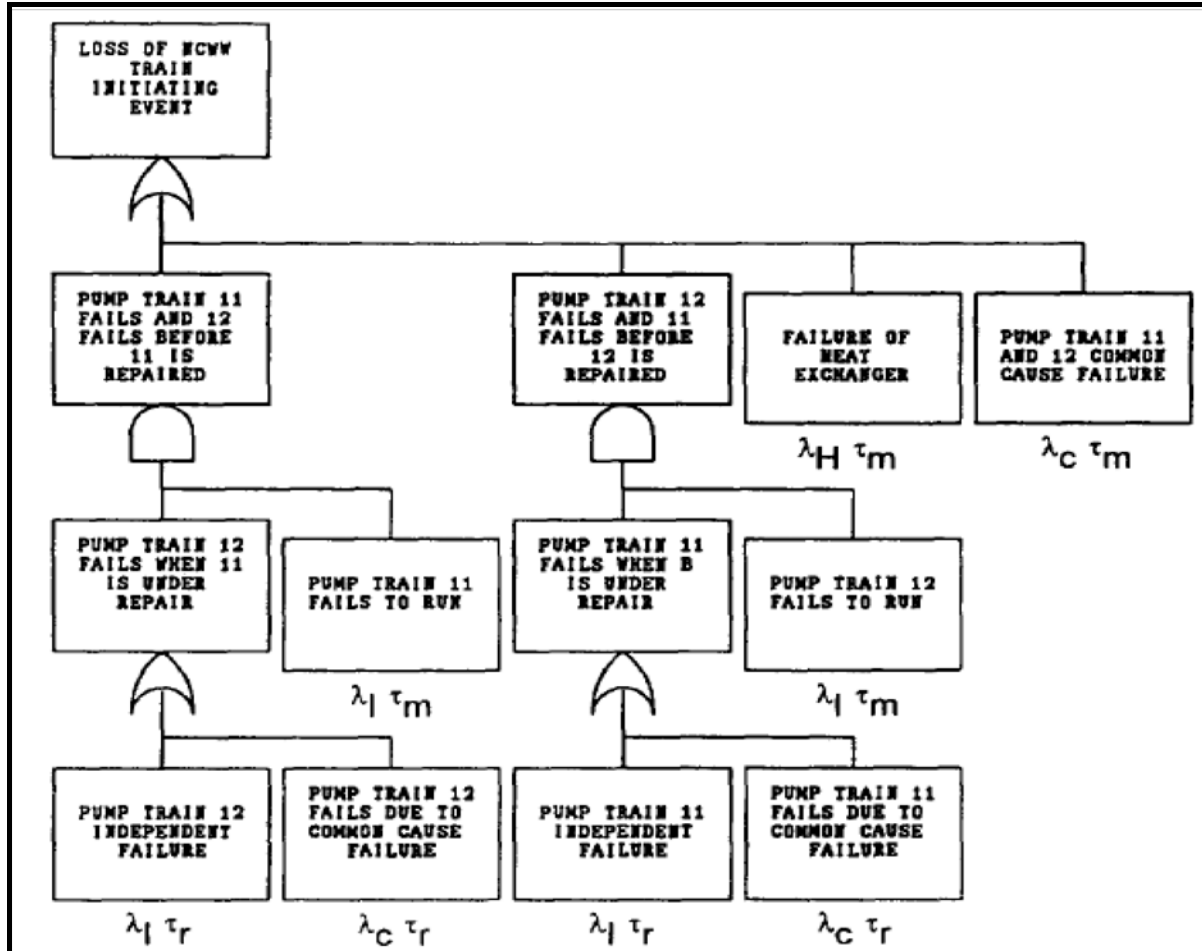 LOSS OF NCWW
TRAIN
INITIATING
EVENT
PUMP TRAIN 11
FAILS AND 12
FAILS BEFORE
11 IS
REPAIRED
PUMP TRAIN 12
FAILS AND 11
FAILS BEFORE
12 IS
REPAIRED
FAILURE OF
HEAT
EXCHANGER
λH τm
PUMP TRAIN 11
AND 12 COMMON
CAUSE FAILURE
λc τm
PUMP TRAIN 12
FAILS WHEN 11
IS UNDER
REPAIR
PUMP TRAIN 11
FAILS TO RUN
λI τm
PUMP TRAIN 11
FAILS WHEN B
IS UNDER
REPAIR
PUMP TRAIN 12
FAILS TO RUN
λI τm
PUMP TRAIN 12
INDEPENDENT
FAILURE
λI τr
PUMP TRAIN 12
FAILS DUE TO
COMMON CAUSE
FAILURE
λc τr
PUMP TRAIN 11
INDEPENDENT
FAILURE
λI τr
PUMP TRAIN 11
FAILS DUE TO
COMMON CAUSE
FAILURE
λc τr